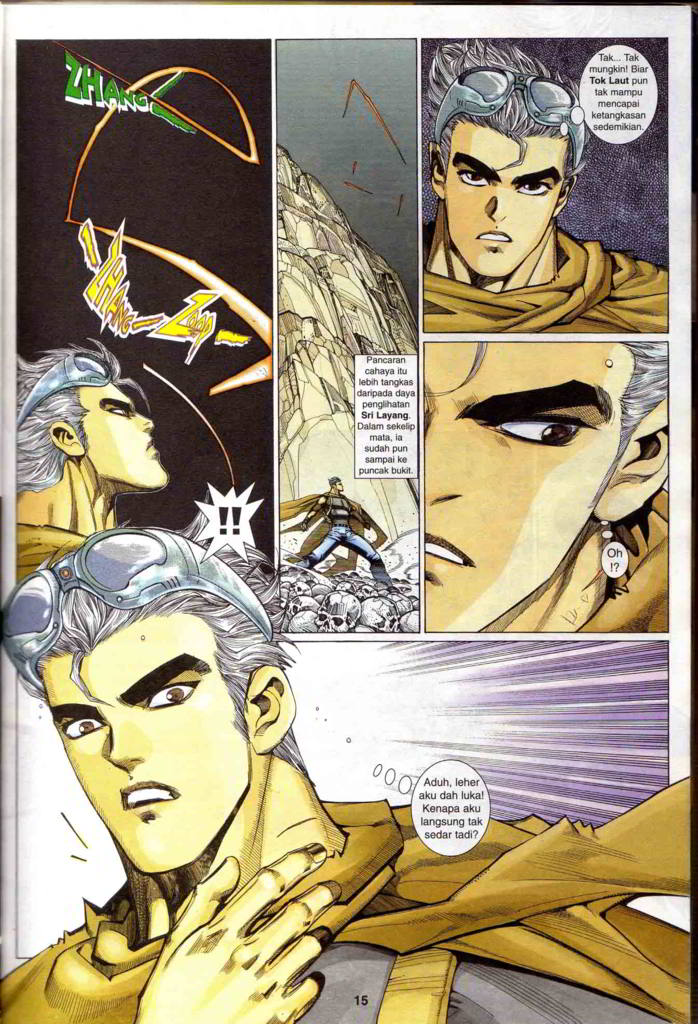 ZHANG
ZHANG–ZOOM
!!
Pancaran
cahaya itu
lebih tangkas
daripada daya
penglihatan
Sri Layang.
Dalam sekelip
mata, ia
sudah pun
sampai ke
puncak bukit.
Tak... Tak
mungkin! Biar
Tok Laut pun
tak mampu
mencapai
ketangkasan
sedemikian.
Oh
!?
Aduh, leher
aku dah luka!
Kenapa aku
langsung tak
sedar tadi?
15